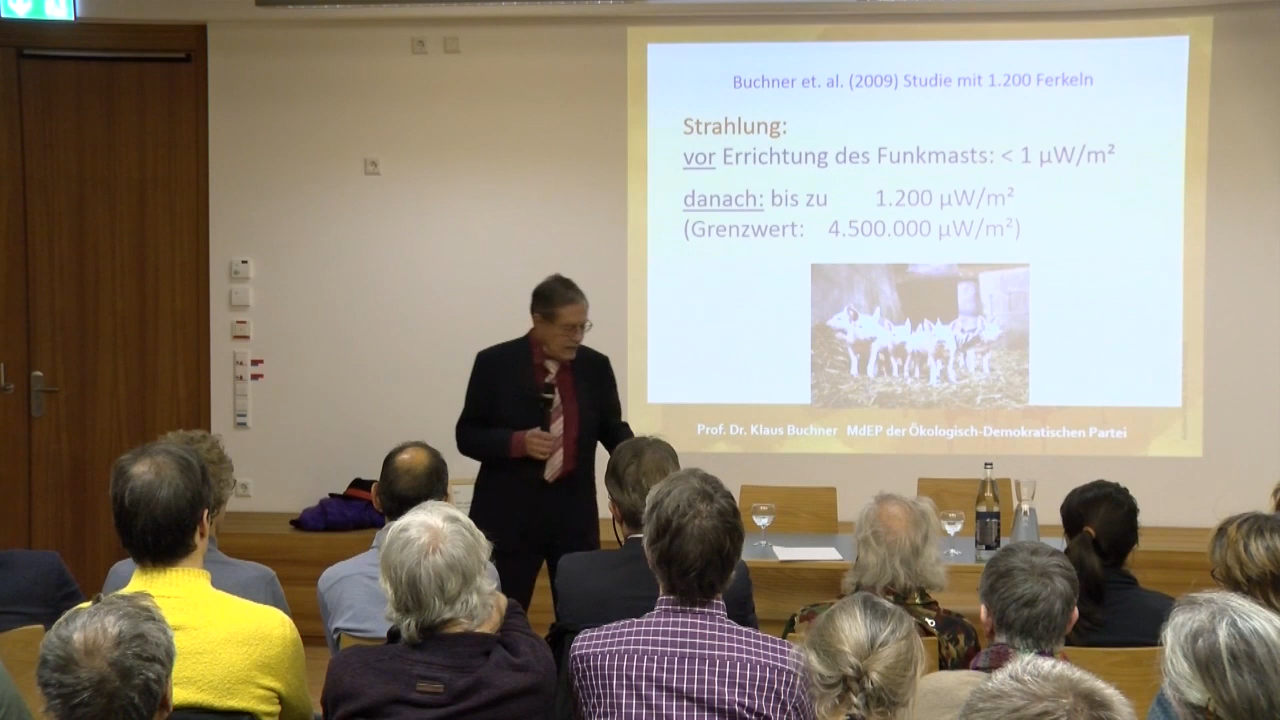 Buchner et. al. (2009) Studie mit 1.200 Ferkeln
Strahlung:
vor Errichtung des Funkmasts: < 1 µW/m²
danach: bis zu 1.200 µW/m²
(Grenzwert: 4.500.000 µW/m²)
Prof. Dr. Klaus Buchner MdEP der Ökologisch-Demokratischen Partei